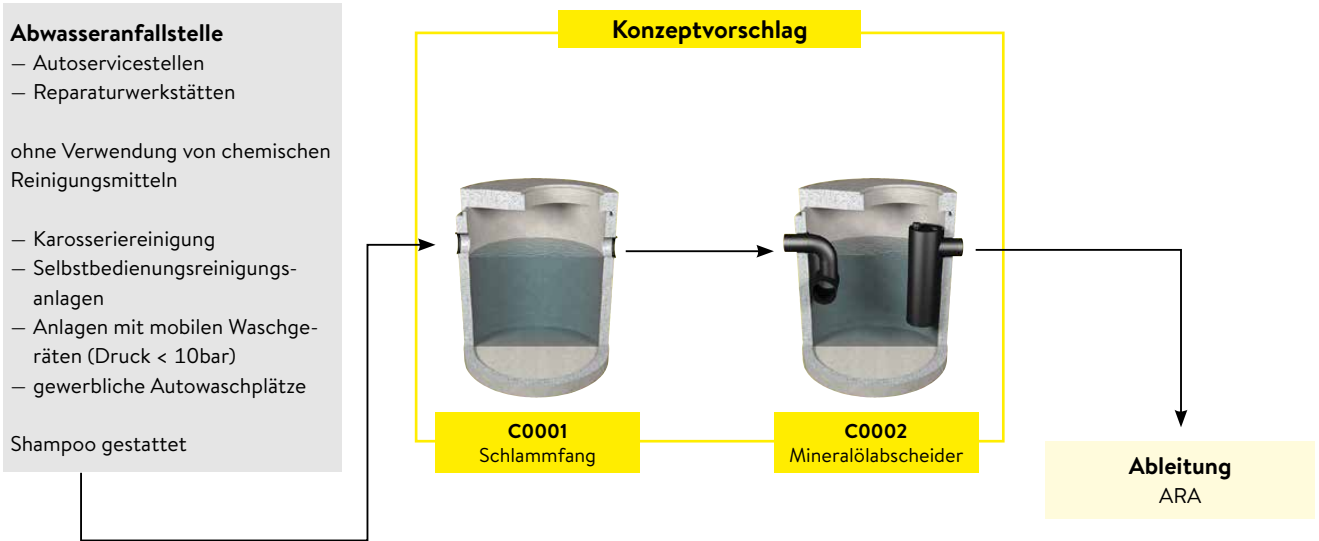 Abwasseranfallstelle
– Autoservicestellen
– Reparaturwerkstätten
ohne Verwendung von chemischen
Reinigungsmitteln
– Karosseriereinigung
– Selbstbedienungsreinigungs-
anlagen
– Anlagen mit mobilen Waschge-
räten (Druck < 10bar)
– gewerbliche Autowaschplätze
Shampoo gestattet
Konzeptvorschlag
C0001
Schlammfang
C0002
Mineralölabscheider
Ableitung
ARA